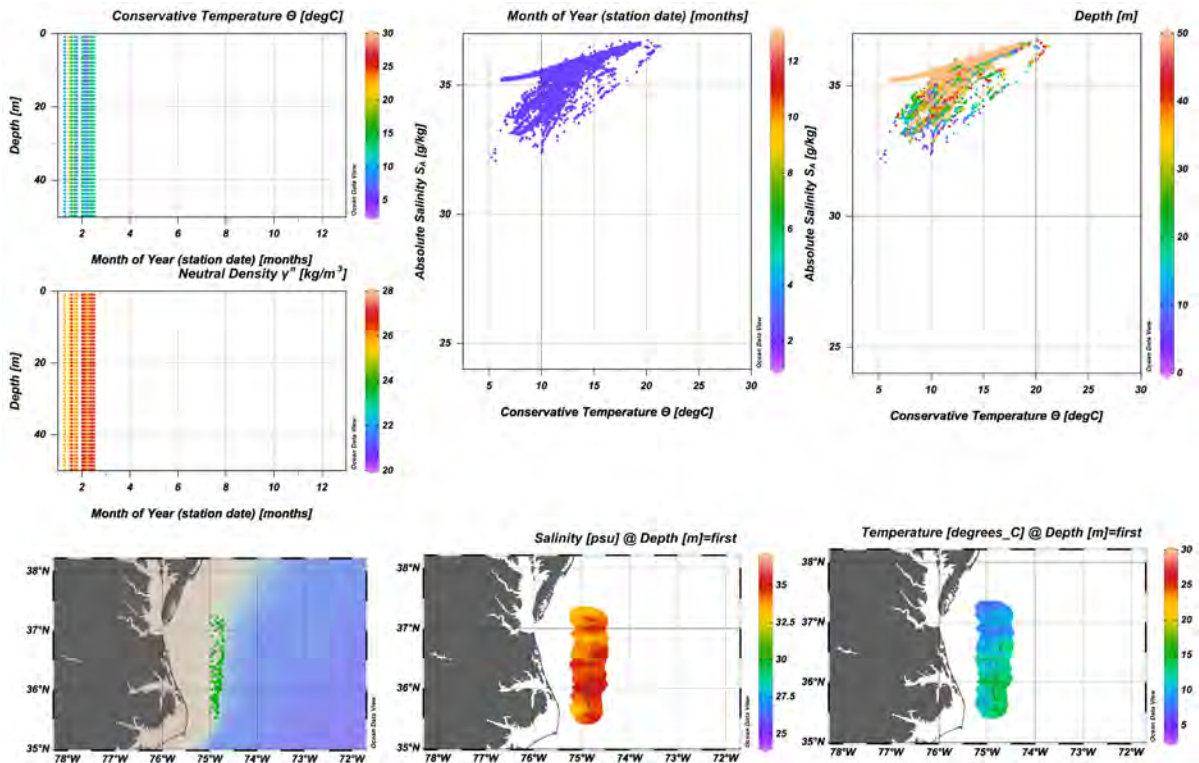 Conservative Temperature Θ [degC]
0
20
40
Depth [m]
2
4
6
8
10
12
Month of Year (station date) [months]
30
25
20
15
10
5
Ocean Data View
Neutral Density γⁿ [kg/m³]
0
20
40
Depth [m]
2
4
6
8
10
12
Month of Year (station date) [months]
28
26
24
22
20
Ocean Data View
Month of Year (station date) [months]
35
30
25
Absolute Salinity S_A [g/kg]
5
10
15
20
25
30
Conservative Temperature Θ [degC]
12
10
8
6
4
2
Ocean Data View
Depth [m]
35
30
25
Absolute Salinity S_A [g/kg]
5
10
15
20
25
30
Conservative Temperature Θ [degC]
50
40
30
20
10
0
Ocean Data View
38°N
37°N
36°N
35°N
78°W
77°W
76°W
75°W
74°W
73°W
72°W
Ocean Data View
Salinity [psu] @ Depth [m]=first
38°N
37°N
36°N
35°N
78°W
77°W
76°W
75°W
74°W
73°W
72°W
35
32.5
30
27.5
25
Ocean Data View
Temperature [degrees_C] @ Depth [m]=first
38°N
37°N
36°N
35°N
78°W
77°W
76°W
75°W
74°W
73°W
72°W
30
25
20
15
10
5
Ocean Data View